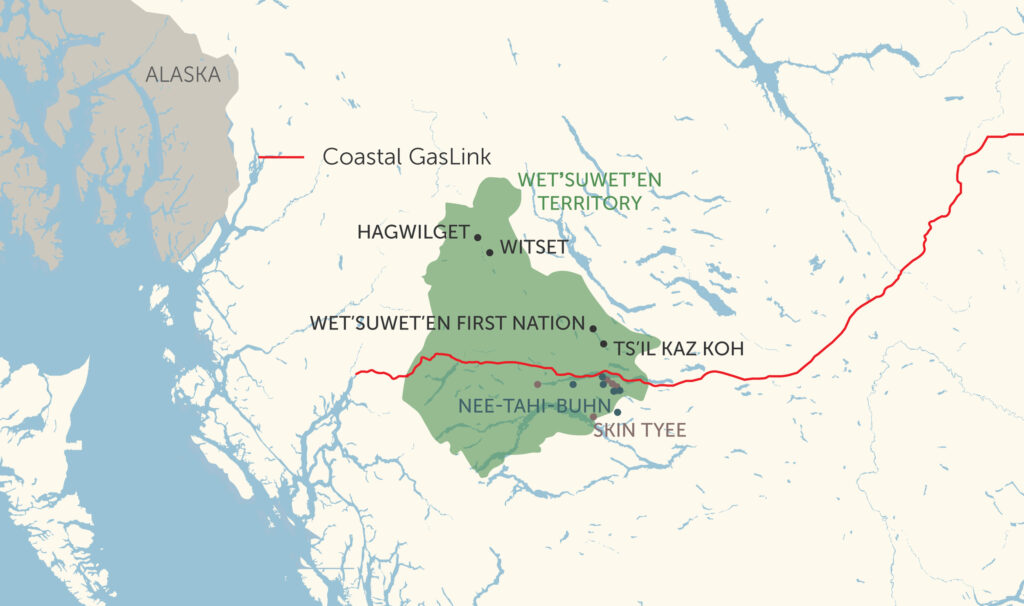 ALASKA
Coastal GasLink
WET'SUWET'EN
TERRITORY
HAGWILGET
WITSET
WET'SUWET'EN FIRST NATION
TS'IL KAZ KOH
NEE-TAHI-BUHN
SKIN TYEE